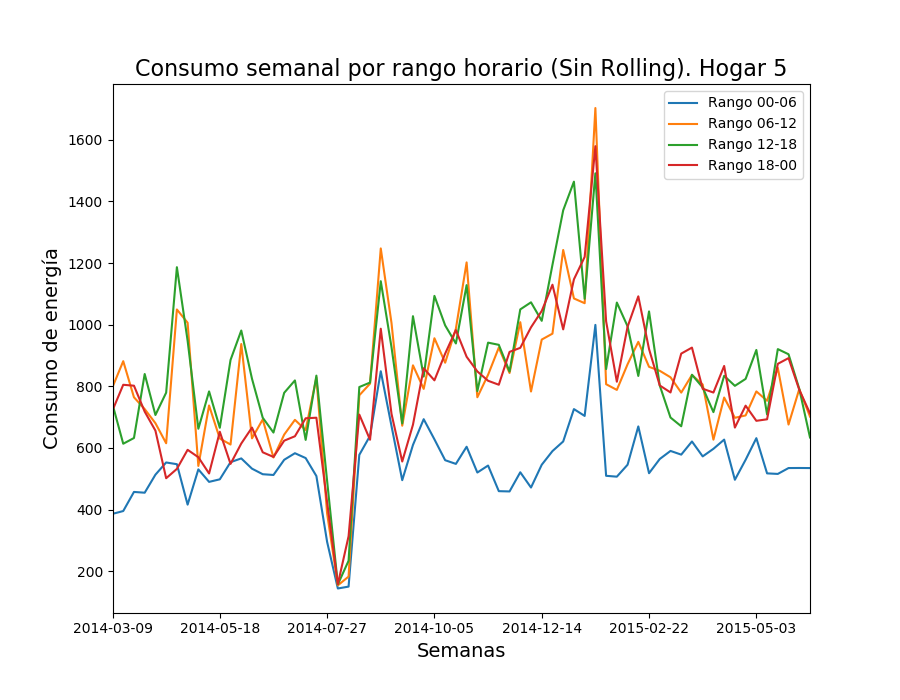 Consumo semanal por rango horario (Sin Rolling). Hogar 5
Rango 00-06
Rango 06-12
Rango 12-18
Rango 18-00
Consumo de energía
1600
1400
1200
1000
800
600
400
200
2014-03-09 2014-05-18 2014-07-27 2014-10-05 2014-12-14 2015-02-22 2015-05-03
Semanas